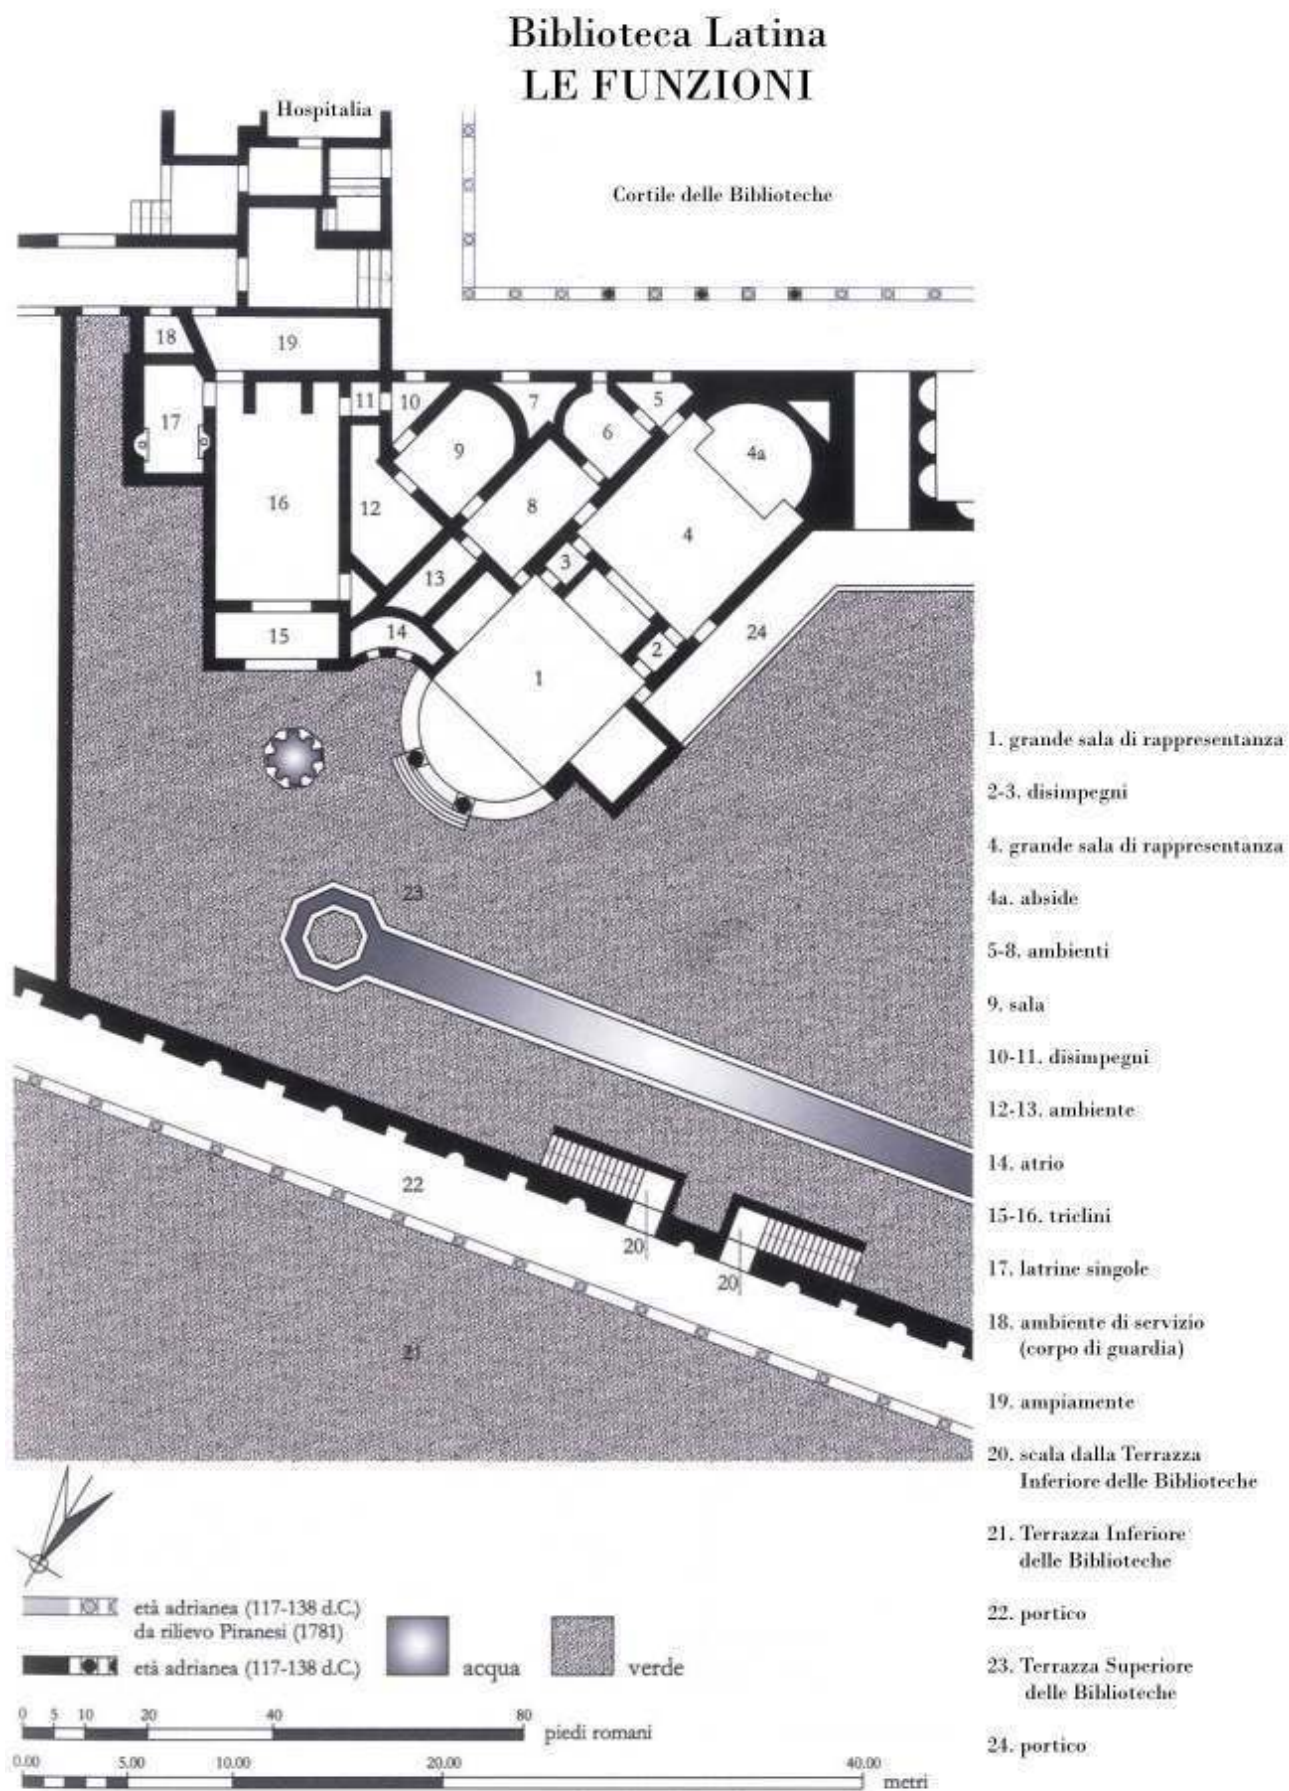 Biblioteca Latina
LE FUNZIONI
Hospitalia
Cortile delle Biblioteche
18
19
17
11
10
7
5
6
9
4a
16
12
8
4
3
13
15
14
2
24
1
23
22
20
20
21
1. grande sala di rappresentanza
2-3. disimpegni
4. grande sala di rappresentanza
4a. abside
5-8. ambienti
9. sala
10-11. disimpegni
12-13. ambiente
14. atrio
15-16. triclini
17. latrine singole
18. ambiente di servizio
(corpo di guardia)
19. ampiamente
20. scala dalla Terrazza
Inferiore delle Biblioteche
21. Terrazza Inferiore
delle Biblioteche
22. portico
23. Terrazza Superiore
delle Biblioteche
24. portico
età adrianea (117-138 d.C.)
da rilievo Piranesi (1781)
età adrianea (117-138 d.C.)
acqua
verde
0 5 10 20 40 80
piedi romani
0.00 5.00 10.00 20.00 40.00
metri